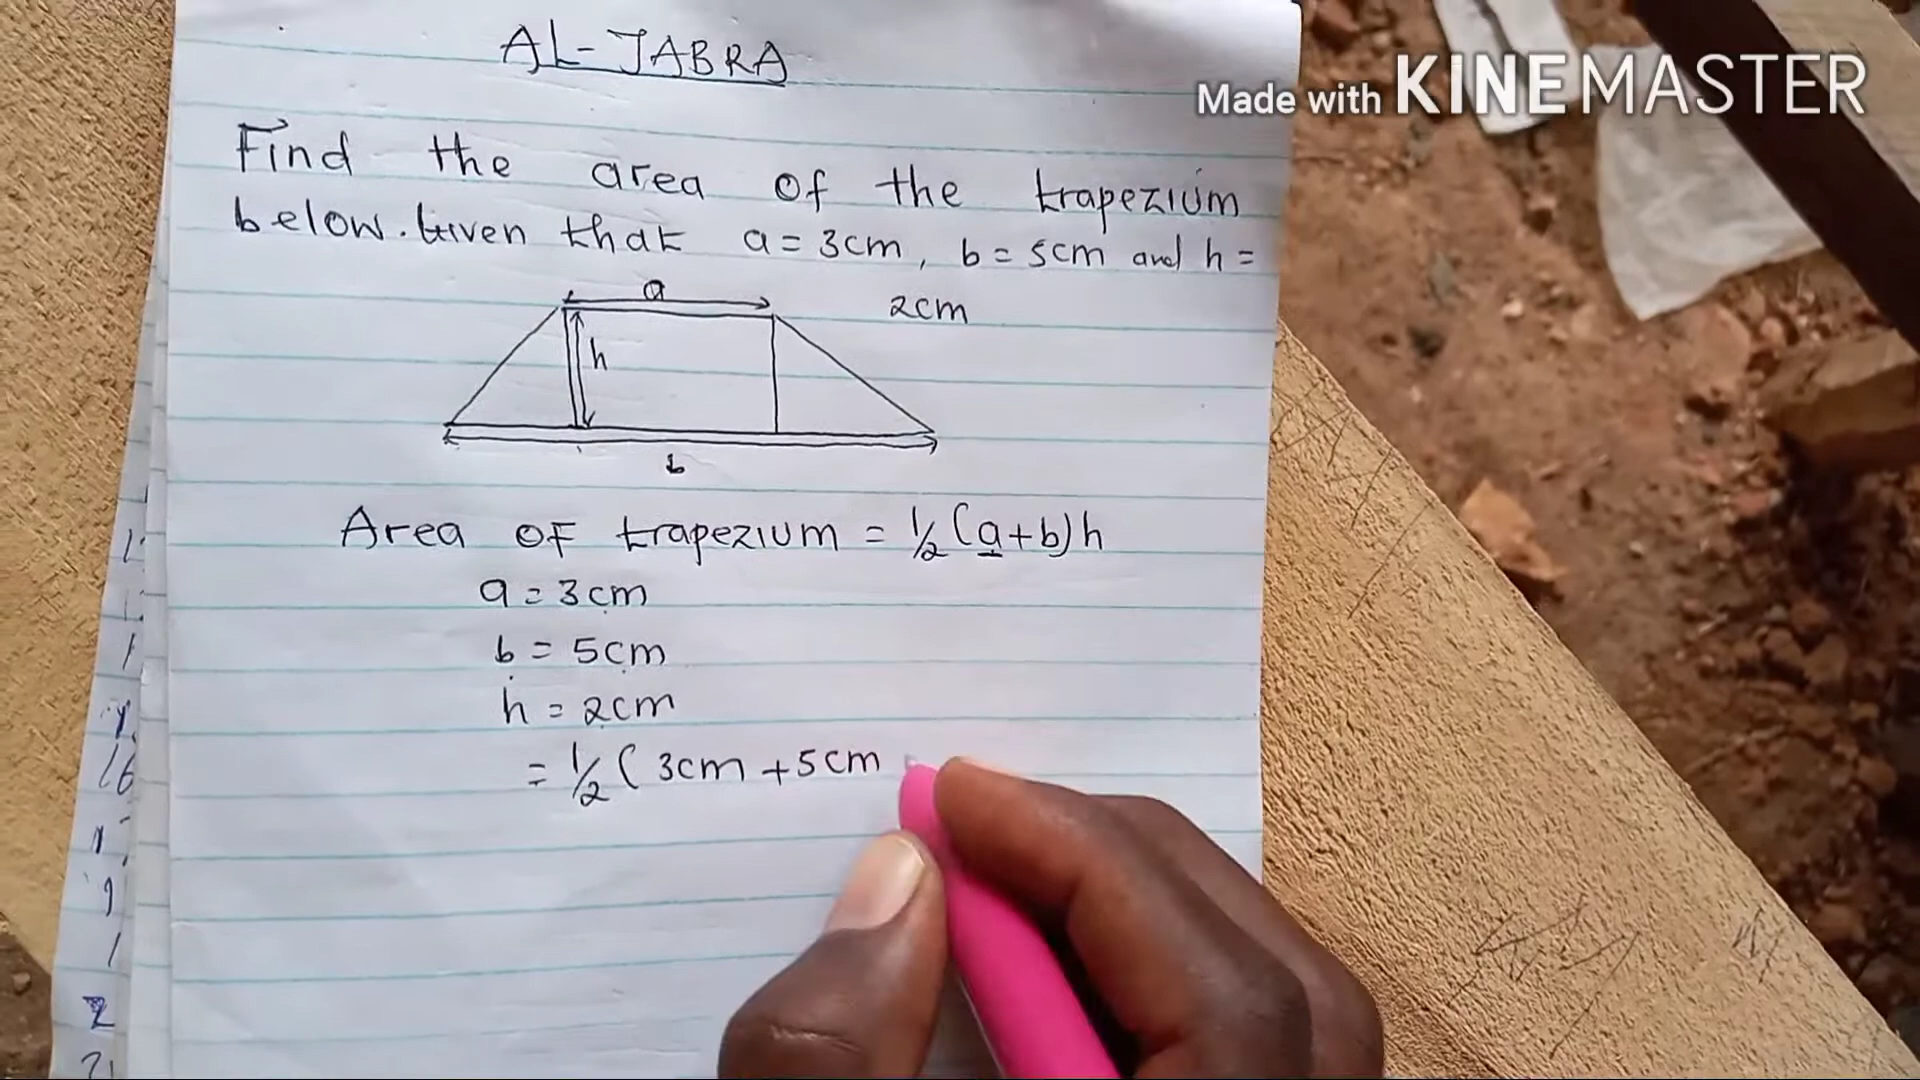 AL-JABRA
Made with KINEMASTER
Find the area of the trapezium
below. Given that a = 3cm, b = 5cm and h =
2cm
a
h
b
Area OF trapezium = 1/2 (a+b)h
a = 3cm
b = 5cm
h = 2cm
= 1/2 ( 3cm + 5cm